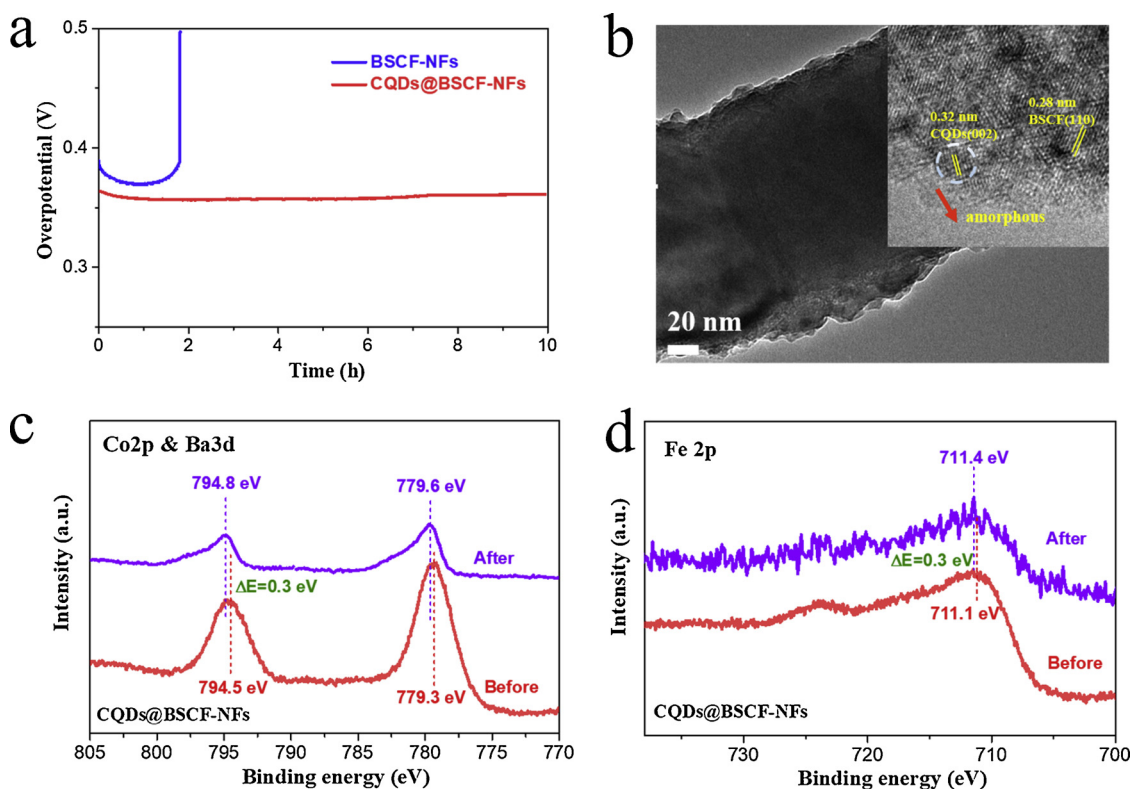 a
0.5
0.4
0.3
Overpotential (V)
BSCF-NFs
CQDs@BSCF-NFs
0 2 4 6 8 10
Time (h)
b
0.32 nm
CQDs(002)
0.28 nm
BSCF(110)
amorphous
20 nm
c
Co2p & Ba3d
794.8 eV
779.6 eV
After
ΔE=0.3 eV
Before
794.5 eV
779.3 eV
CQDs@BSCF-NFs
Intensity (a.u.)
805 800 795 790 785 780 775 770
Binding energy (eV)
d
Fe 2p
711.4 eV
After
ΔE=0.3 eV
711.1 eV
Before
CQDs@BSCF-NFs
Intensity (a.u.)
730 720 710 700
Binding energy (eV)